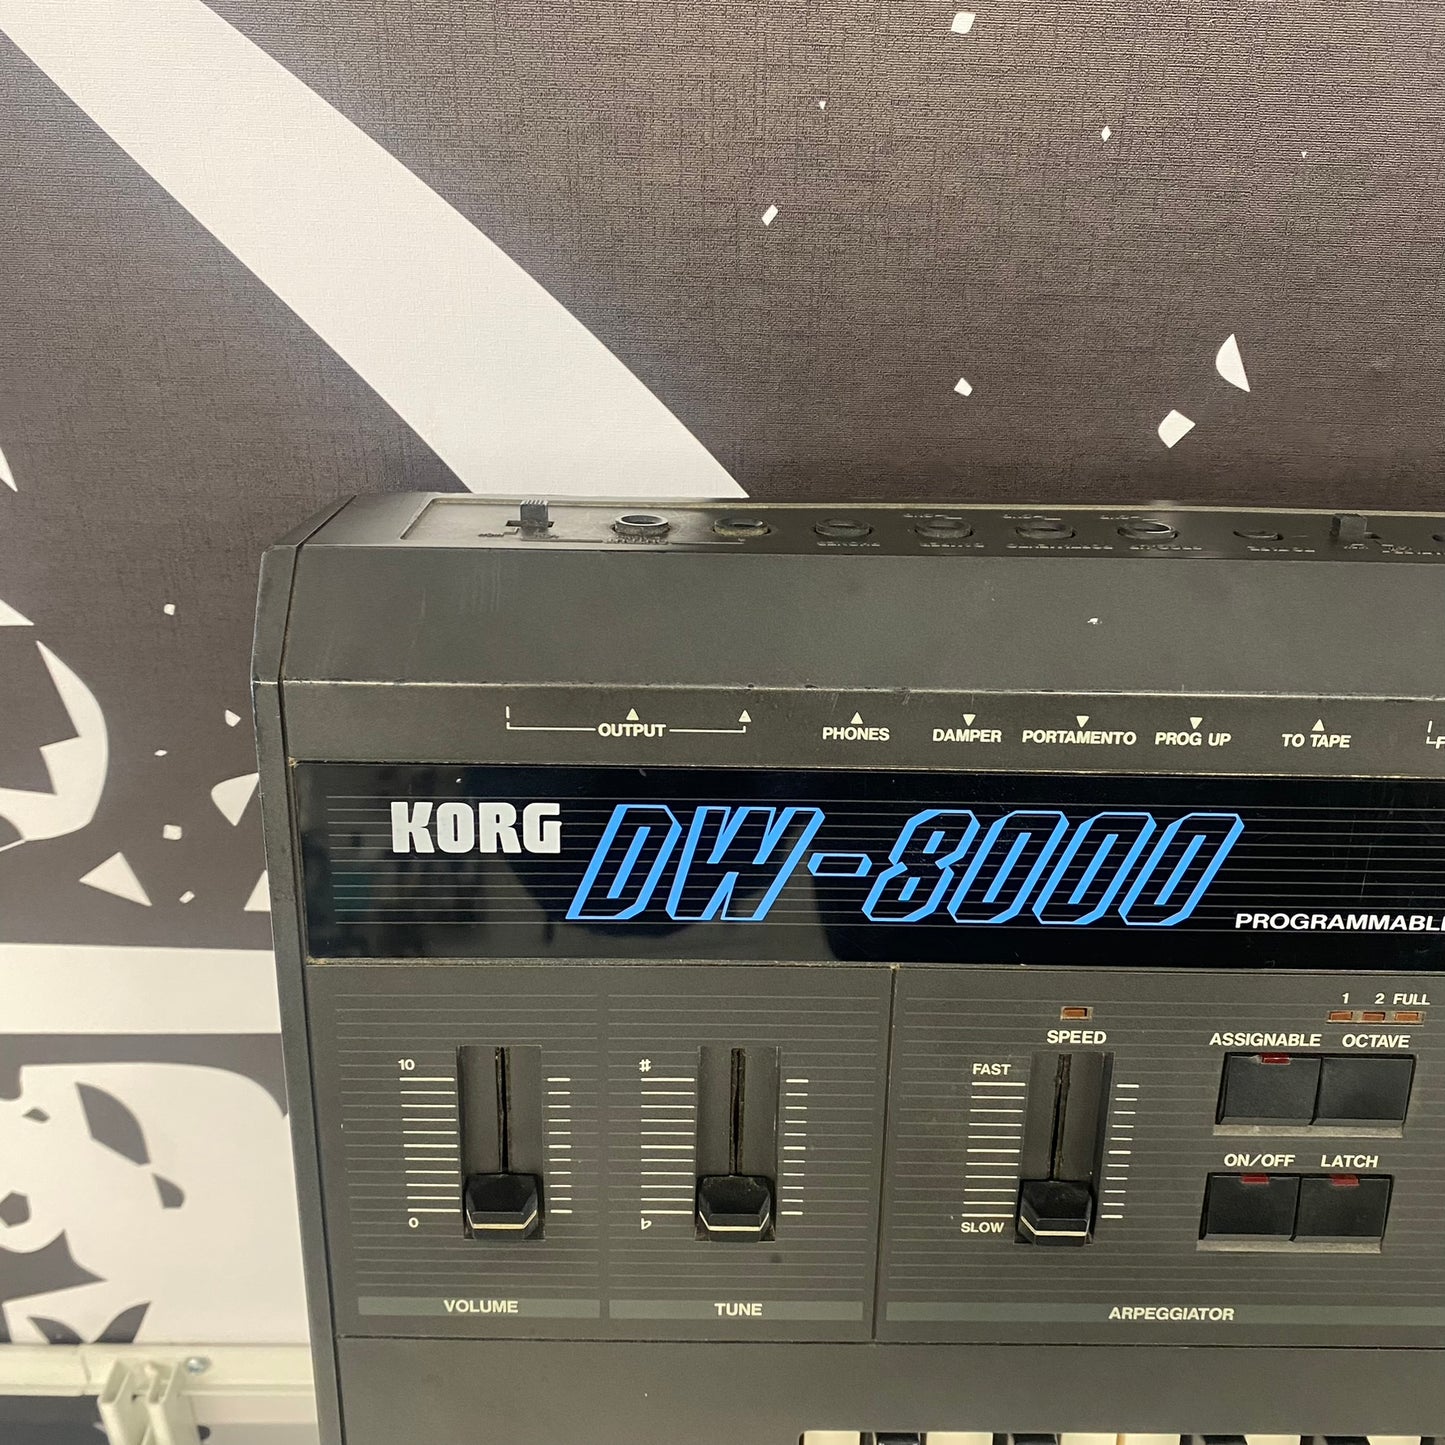 OUTPUT PHONES DAMPER PORTAMENTO PROG UP TO TAPE
KORG DW-8000
PROGRAMMABLE
1 2 FULL
SPEED ASSIGNABLE OCTAVE
10 ♯ FAST
ON/OFF LATCH
0 ♭ SLOW
VOLUME TUNE ARPEGGIATOR